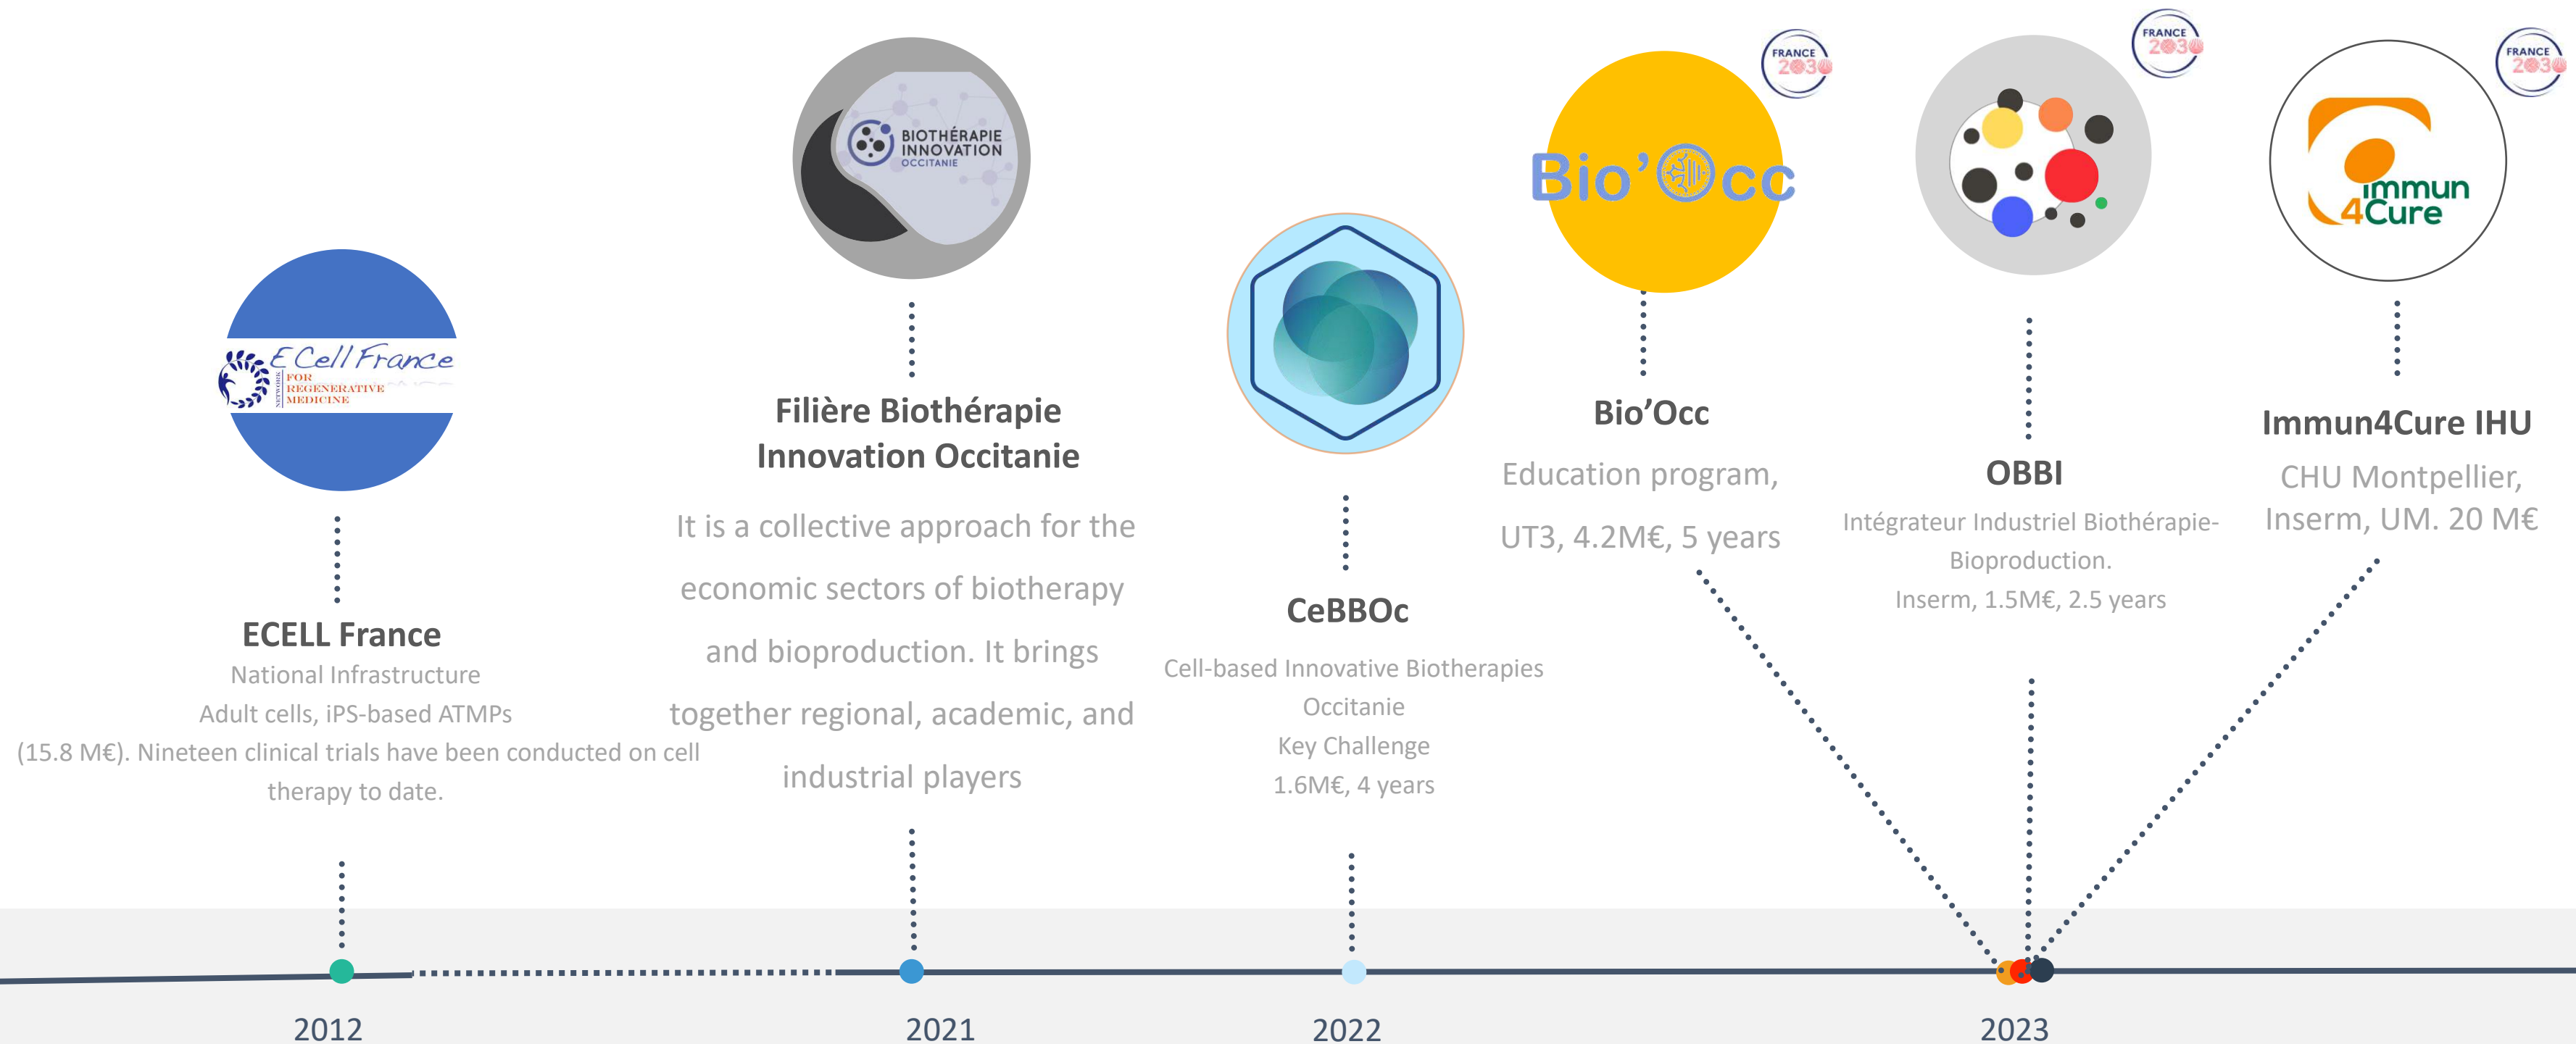 E Cell France
NETWORK
FOR
REGENERATIVE
MEDICINE
ECELL France
National Infrastructure
Adult cells, iPS-based ATMPs
(15.8 M€). Nineteen clinical trials have been conducted on cell
therapy to date.
2012
BIOTHÉRAPIE
INNOVATION
OCCITANIE
Filière Biothérapie
Innovation Occitanie
It is a collective approach for the
economic sectors of biotherapy
and bioproduction. It brings
together regional, academic, and
industrial players
2021
CeBBOc
Cell-based Innovative Biotherapies
Occitanie
Key Challenge
1.6M€, 4 years
2022
FRANCE
2030
Bio'Occ
Bio’Occ
Education program,
UT3, 4.2M€, 5 years
FRANCE
2030
OBBI
Intégrateur Industriel Biothérapie-
Bioproduction.
Inserm, 1.5M€, 2.5 years
FRANCE
2030
immun
4Cure
Immun4Cure IHU
CHU Montpellier,
Inserm, UM. 20 M€
2023